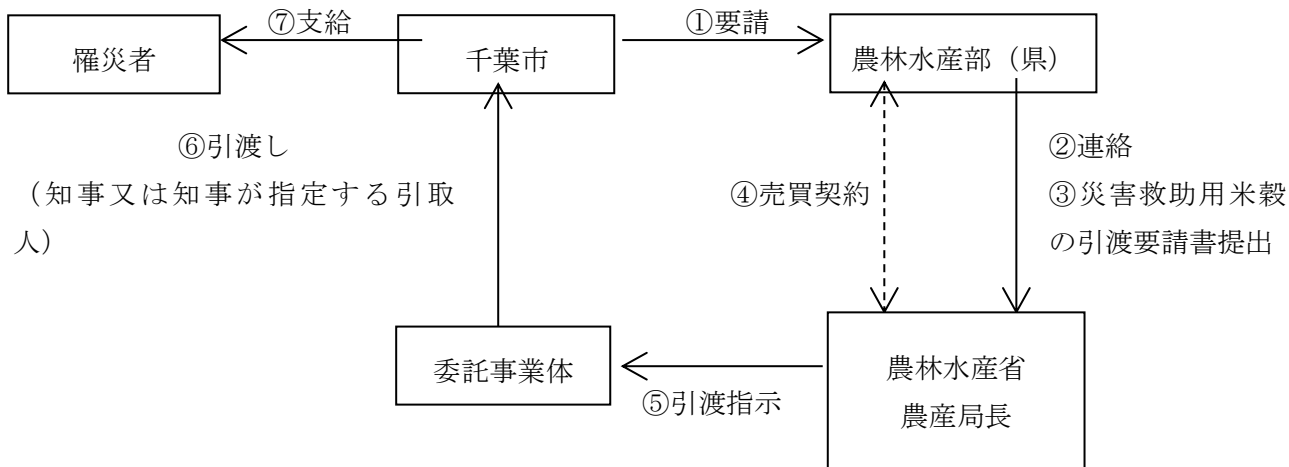 ⑦支給
①要請
罹災者
千葉市
農林水産部（県）
⑥引渡し
（知事又は知事が指定する引取
人）
④売買契約
②連絡
③災害救助用米穀
の引渡要請書提出
委託事業体
⑤引渡指示
農林水産省
農産局長